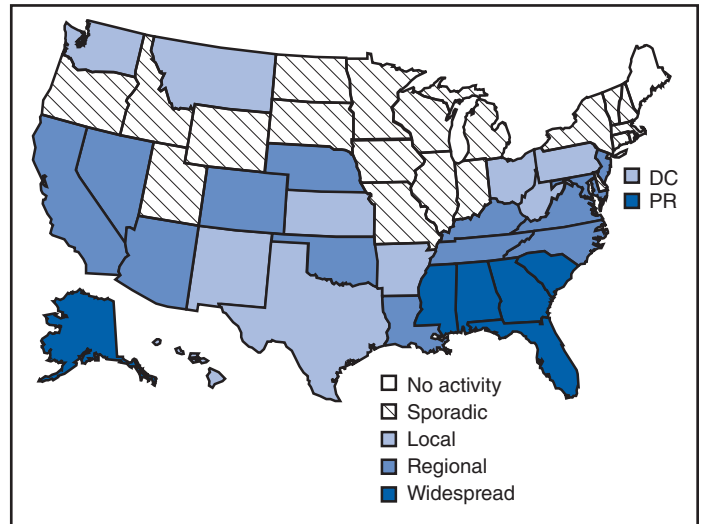 DC
PR
No activity
Sporadic
Local
Regional
Widespread